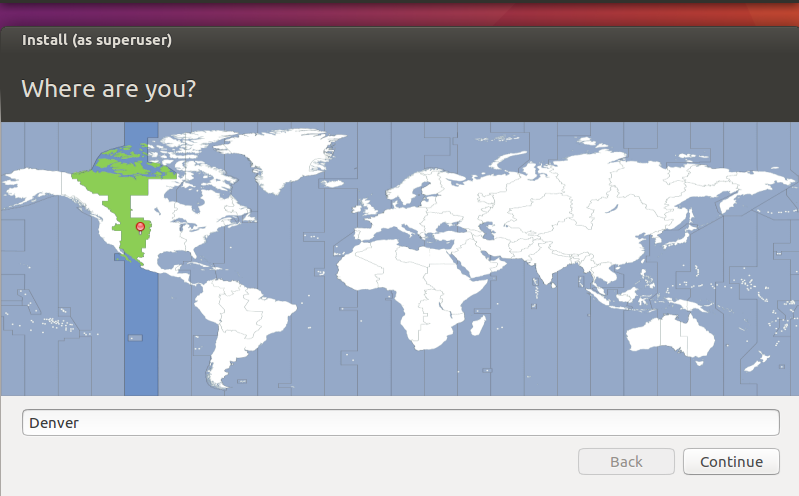 Install (as superuser)
Where are you?
Denver
Back
Continue